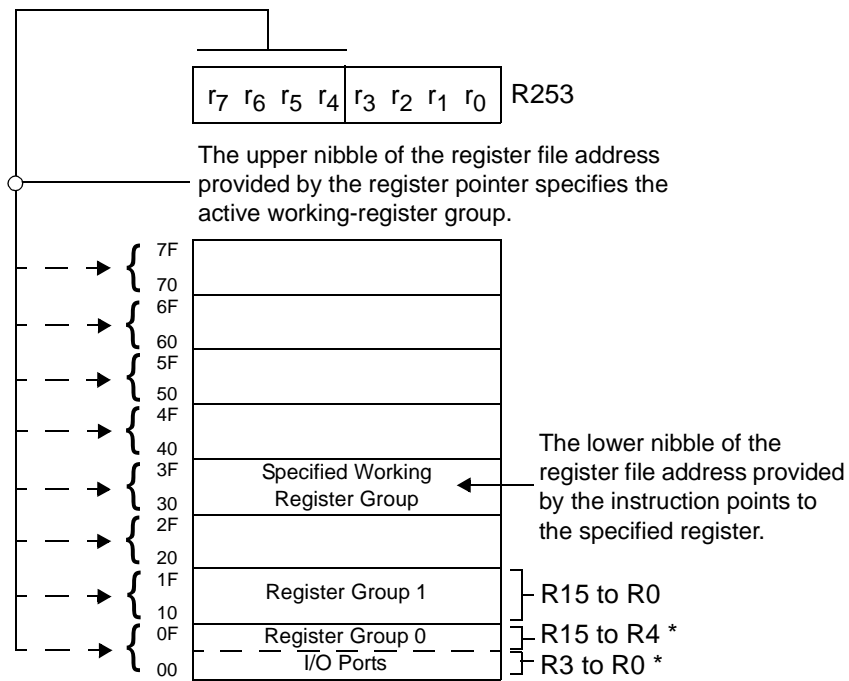 r7 r6 r5 r4 r3 r2 r1 r0 R253
The upper nibble of the register file address
provided by the register pointer specifies the
active working-register group.
7F
70
6F
60
5F
50
4F
40
The lower nibble of the
register file address provided
by the instruction points to
the specified register.
3F
Specified Working
Register Group
30
2F
20
1F
Register Group 1
R15 to R0
10
0F
Register Group 0
R15 to R4 *
I/O Ports
R3 to R0 *
00